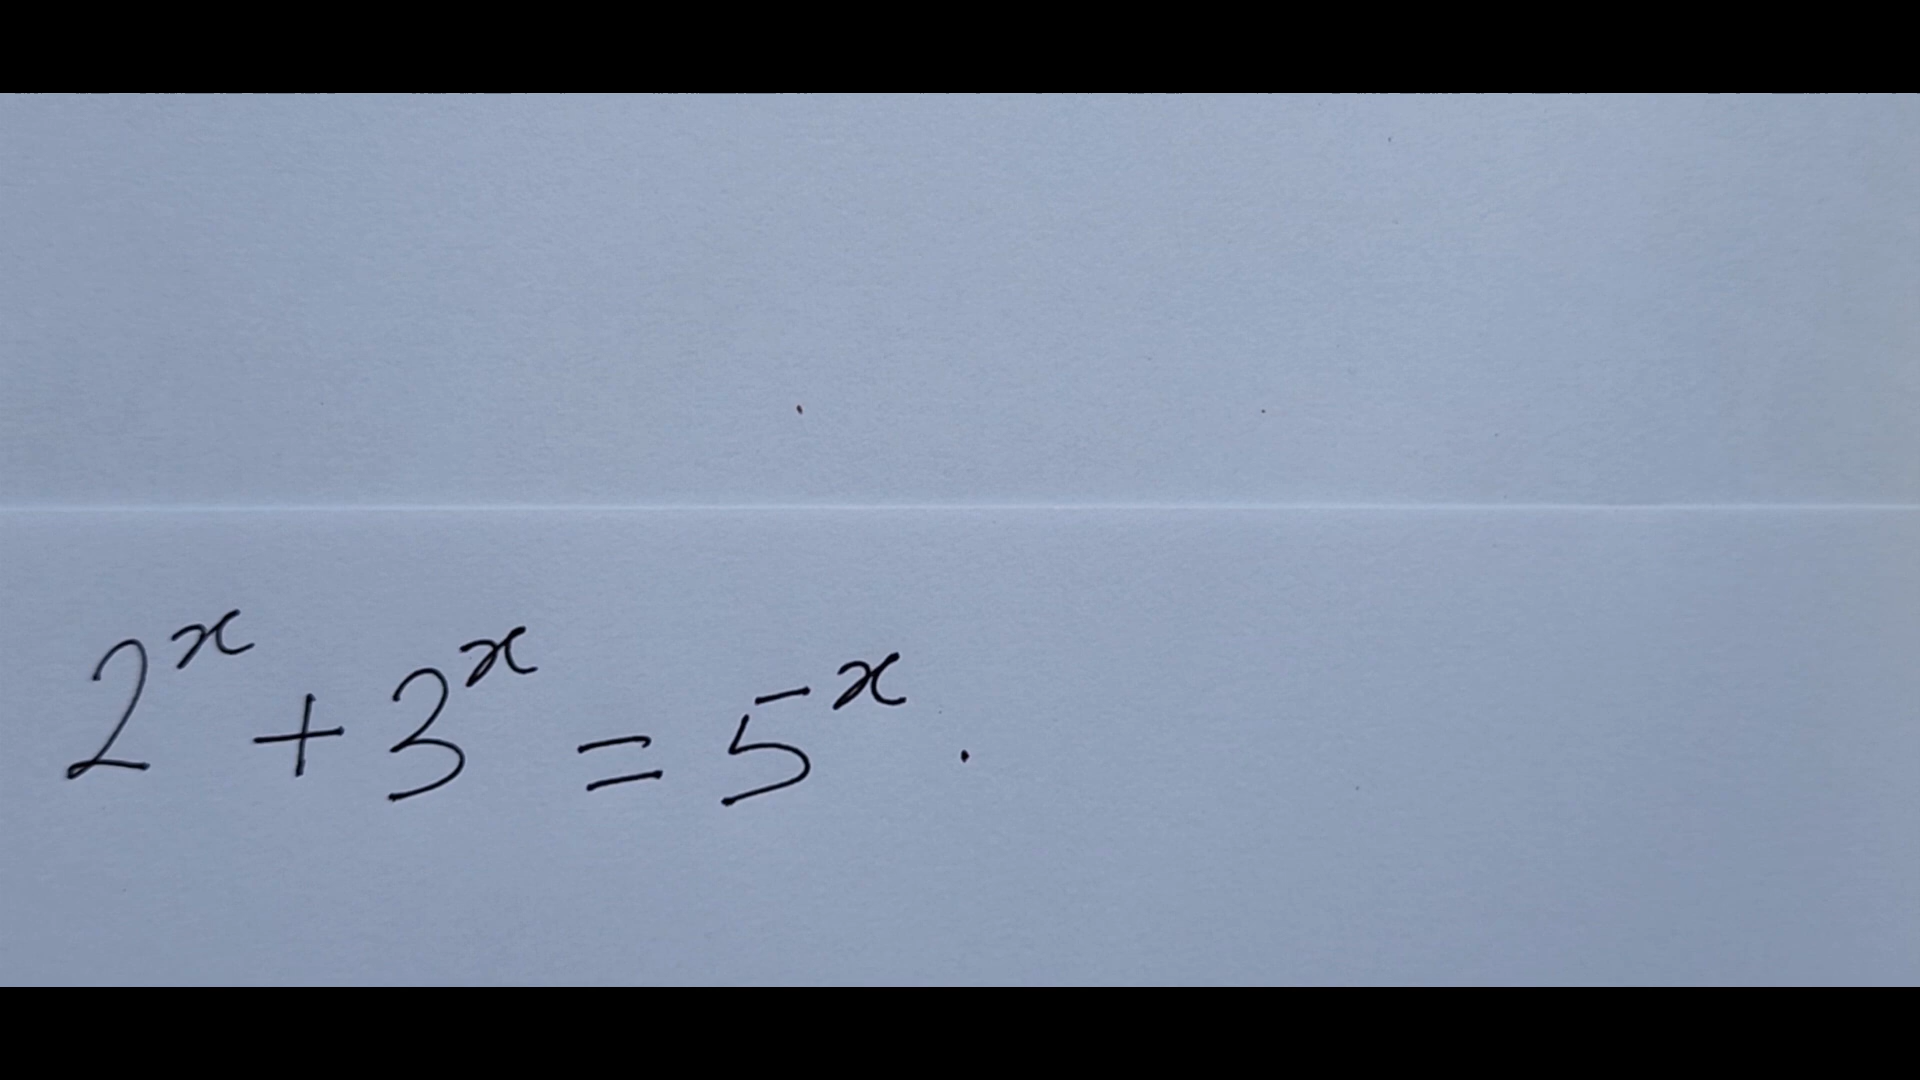 2^x + 3^x = 5^x .